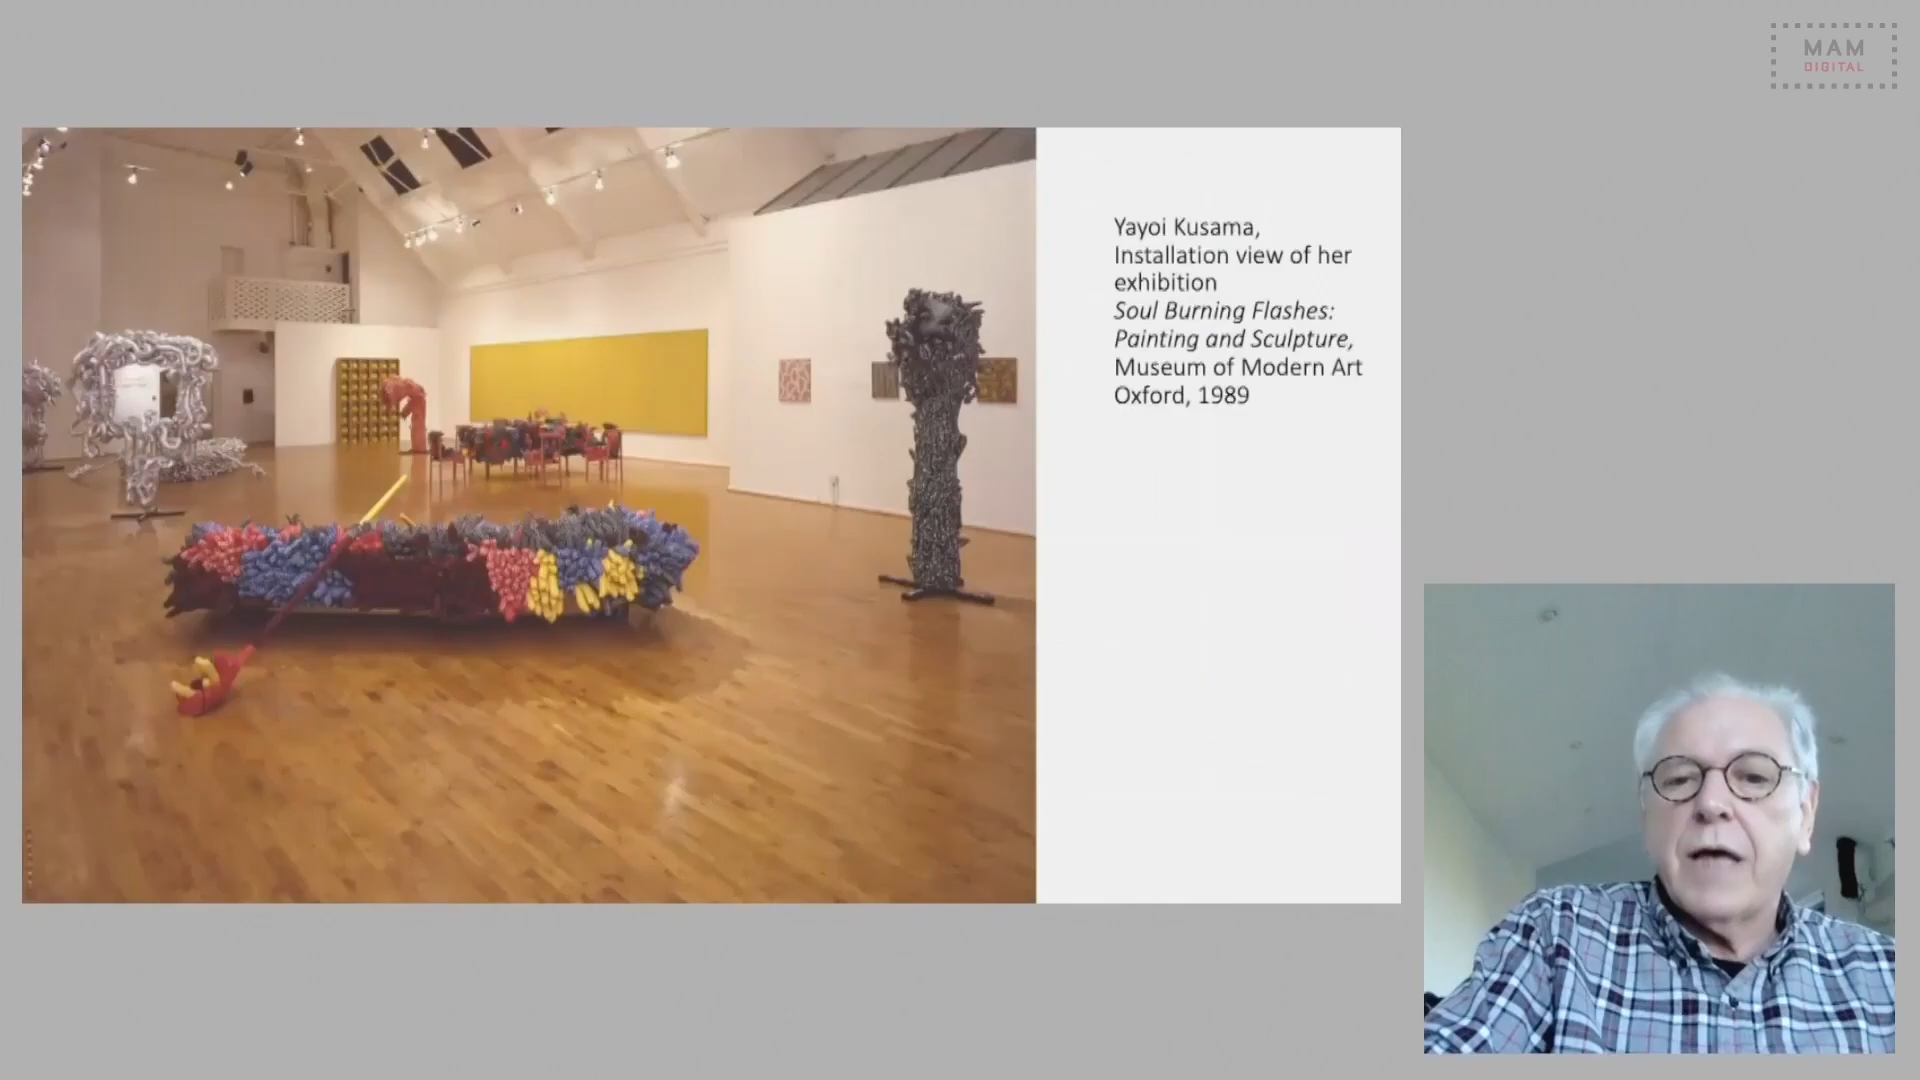 MAM
DIGITAL
Yayoi Kusama,
Installation view of her
exhibition
Soul Burning Flashes:
Painting and Sculpture,
Museum of Modern Art
Oxford, 1989